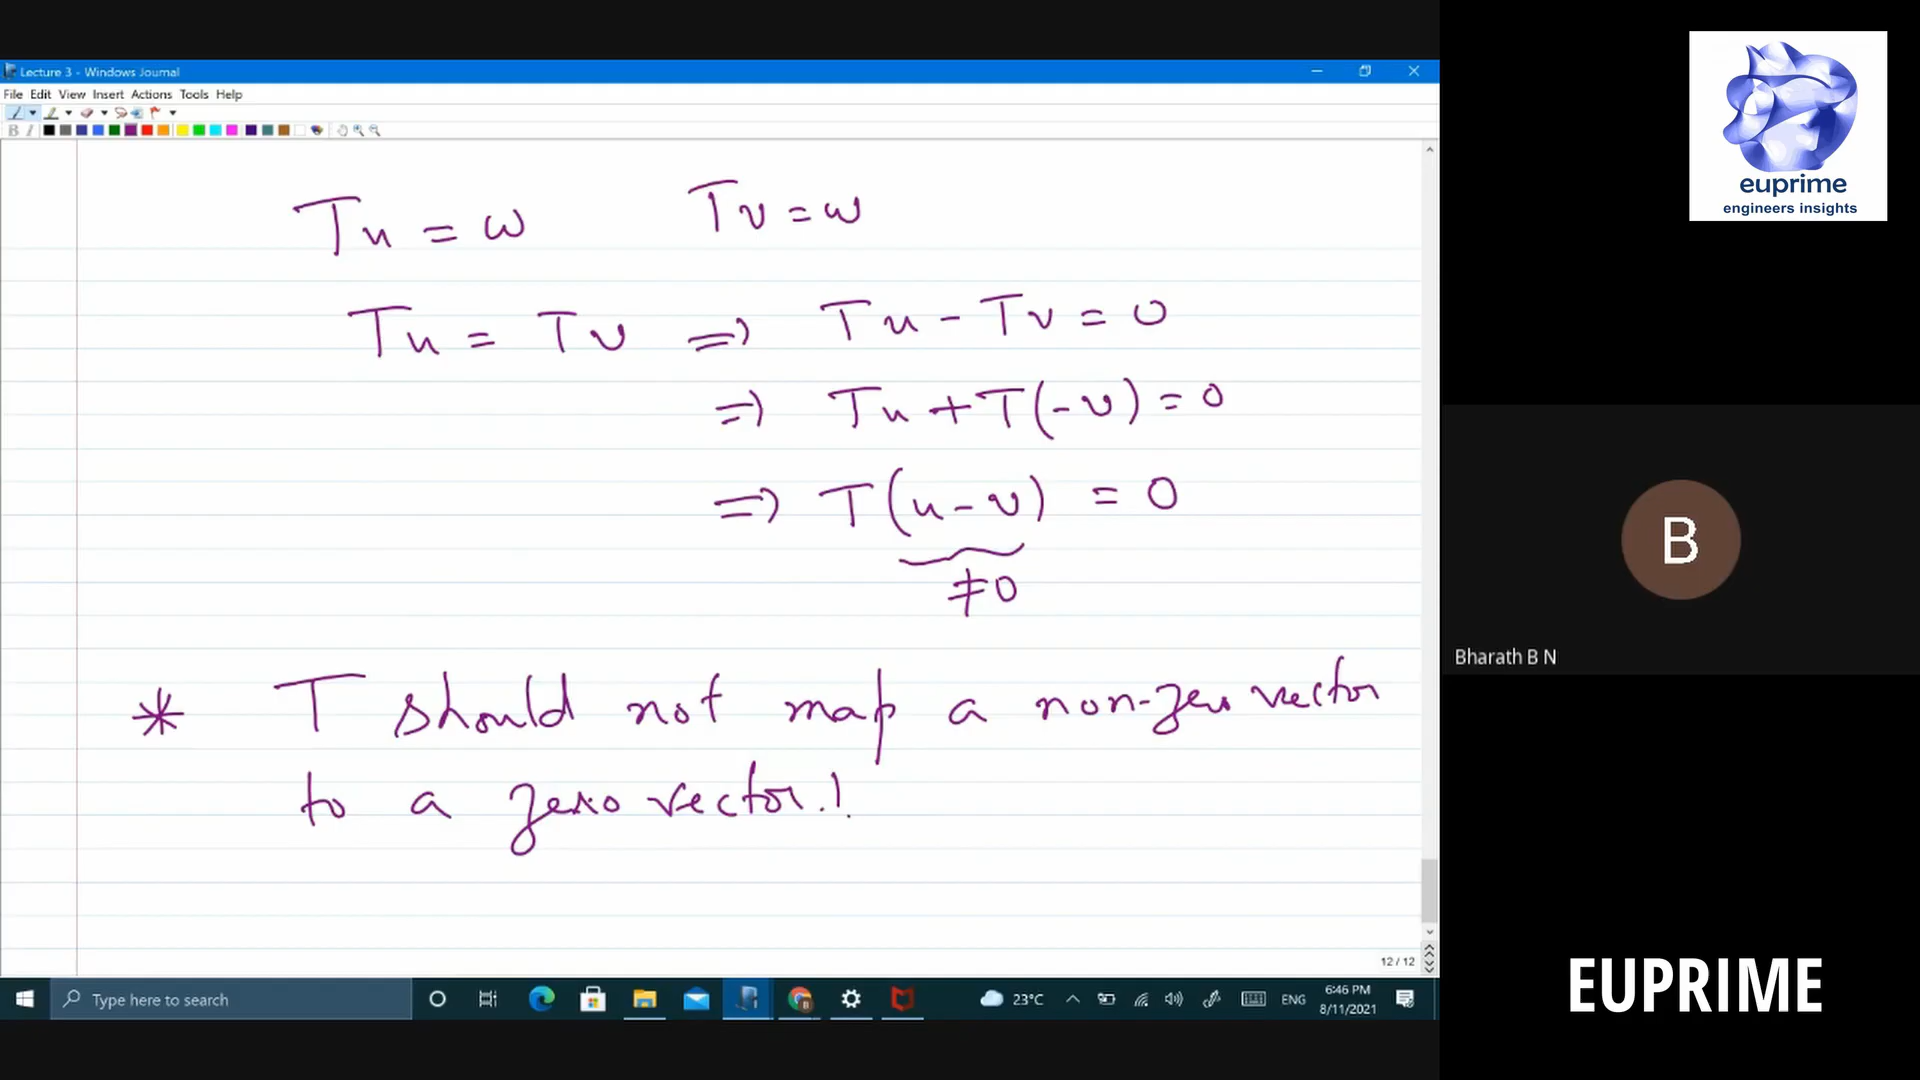 Lecture 3 - Windows Journal
File Edit View Insert Actions Tools Help
B I
Tu = w Tv = w
Tu = Tv => Tu - Tv = 0
=> Tu + T(-v) = 0
=> T(u - v) = 0
≠0
* T should not map a non-zero vector
to a zero vector.!
12 / 12
Type here to search
23°C
ENG
6:46 PM
8/11/2021
euprime
engineers insights
B
Bharath B N
EUPRIME